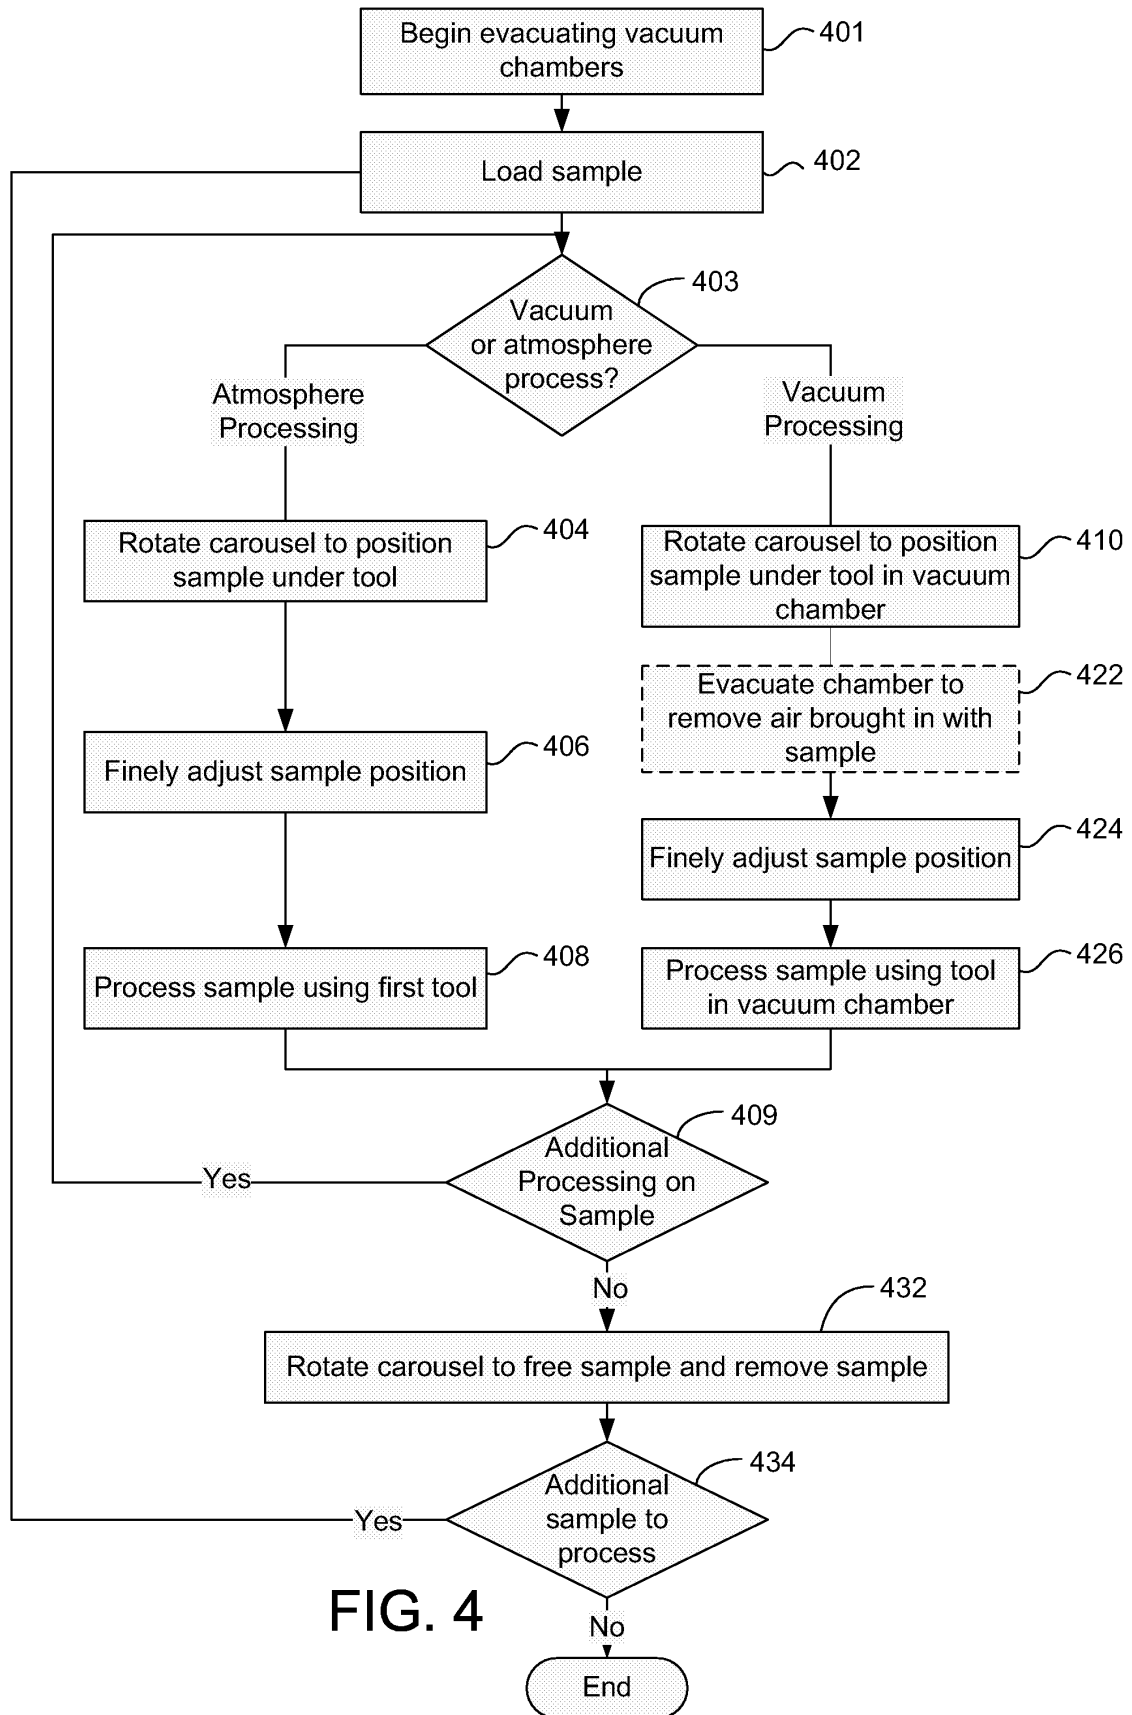 Begin evacuating vacuum
chambers
401
Load sample
402
403
Vacuum
or atmosphere
process?
Atmosphere
Processing
Vacuum
Processing
Rotate carousel to position
sample under tool
404
Rotate carousel to position
sample under tool in vacuum
chamber
410
Evacuate chamber to
remove air brought in with
sample
422
Finely adjust sample position
406
Finely adjust sample position
424
Process sample using first tool
408
Process sample using tool
in vacuum chamber
426
409
Additional
Processing on
Sample
Yes
No
432
Rotate carousel to free sample and remove sample
434
Additional
sample to
process
Yes
No
End
FIG. 4